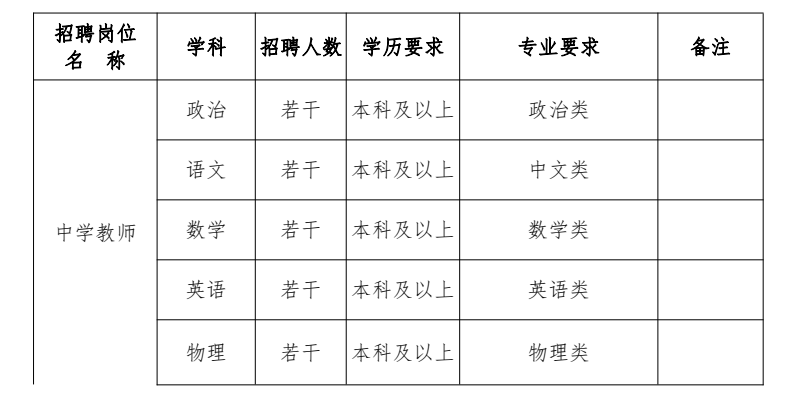 招聘岗位名 称 学科 招聘人数 学历要求 专业要求 备注
政治 若干 本科及以上 政治类
语文 若干 本科及以上 中文类
中学教师 数学 若干 本科及以上 数学类
英语 若干 本科及以上 英语类
物理 若干 本科及以上 物理类